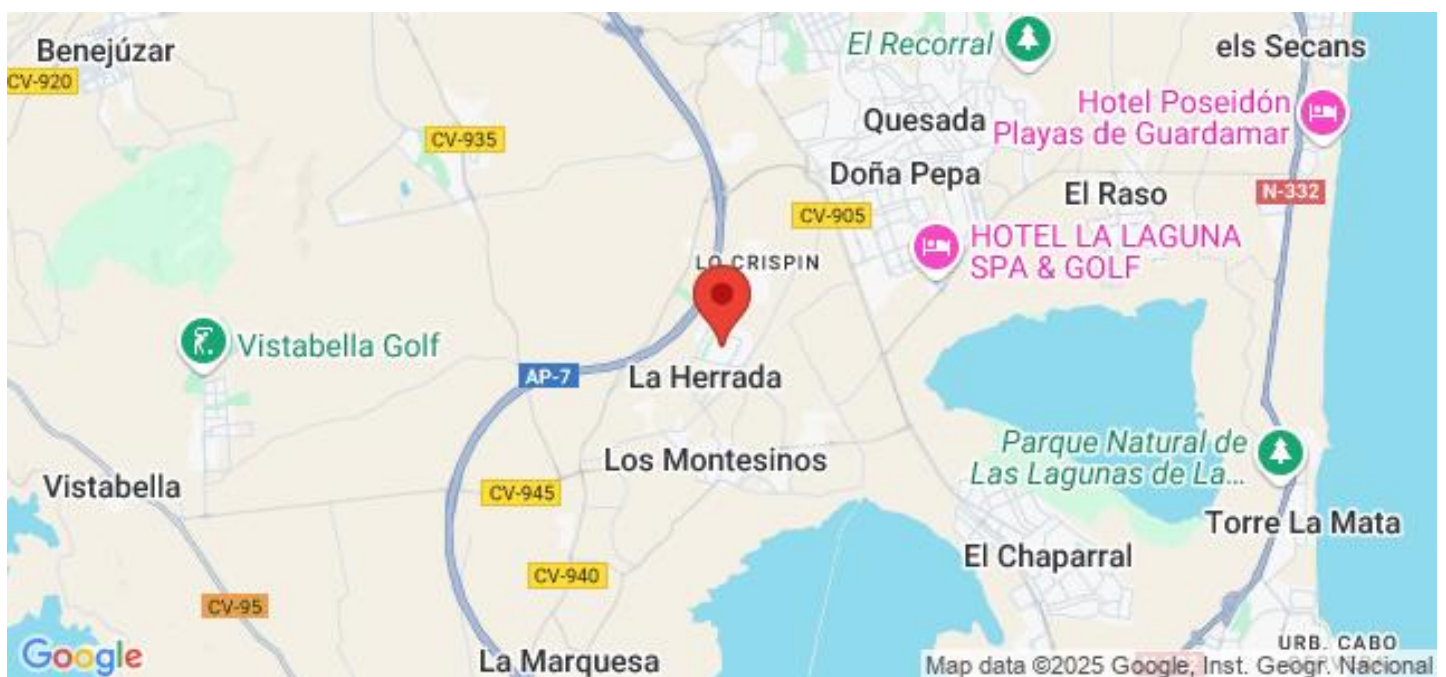 Benejúzar
CV-920
El Recorral
els Secans
CV-935
Quesada
Hotel Poseidón
Playas de Guardamar
Doña Pepa
El Raso
N-332
CV-905
LO CRISPIN
HOTEL LA LAGUNA
SPA & GOLF
Vistabella Golf
AP-7
La Herrada
Parque Natural de
Las Lagunas de La...
Los Montesinos
Vistabella
CV-945
Torre La Mata
El Chaparral
CV-940
CV-95
URB. CABO
Google
La Marquesa
Map data ©2025 Google, Inst. Geogr. Nacional